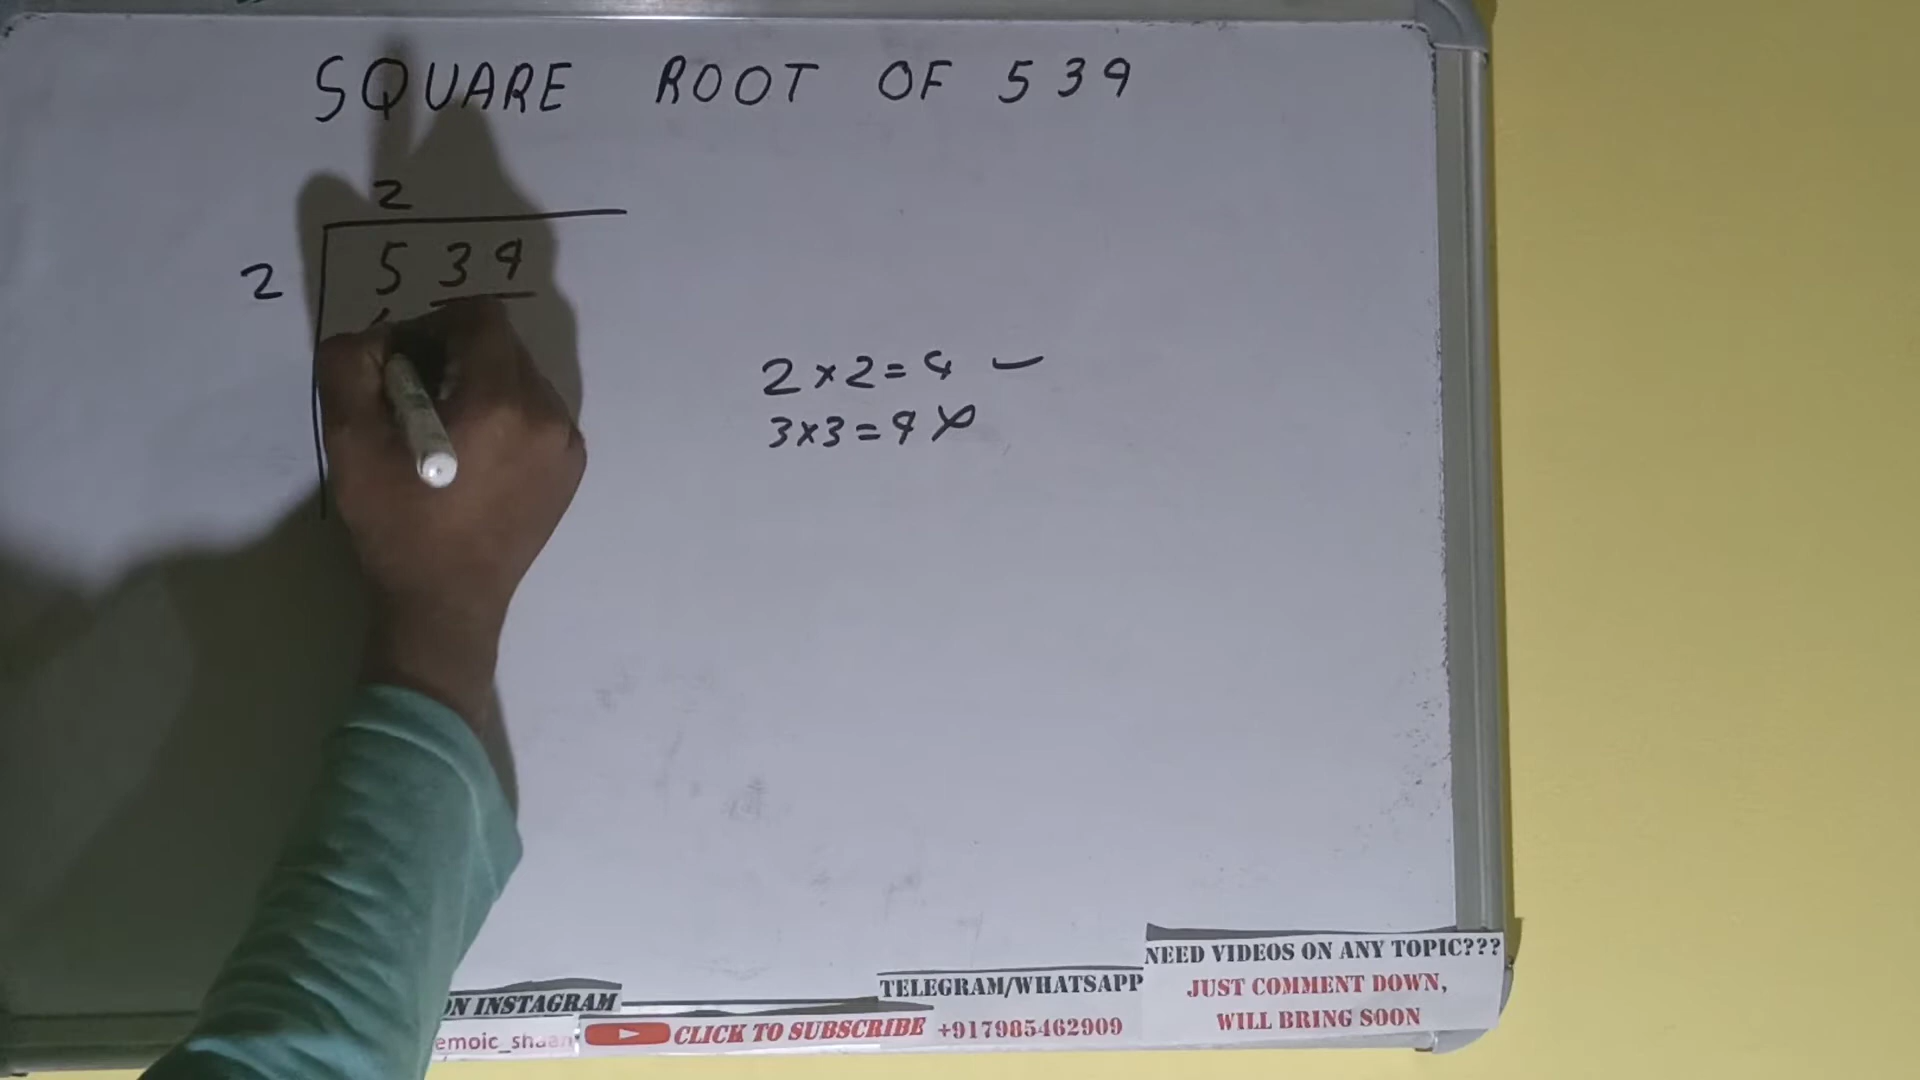 SQUARE ROOT OF 539
2
2 539
2×2=4
3×3=9
NEED VIDEOS ON ANY TOPIC???
JUST COMMENT DOWN,
WILL BRING SOON
TELEGRAM/WHATSAPP
+917985462909
ON INSTAGRAM
CLICK TO SUBSCRIBE